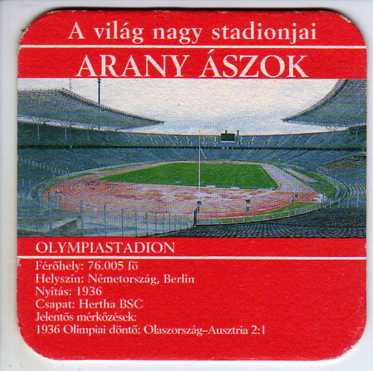 A világ nagy stadionjai
ARANY ÁSZOK
OLYMPIASTADION
Férőhely: 76.005 fő
Helyszín: Németország, Berlin
Nyitás: 1936
Csapat: Hertha BSC
Jelentős mérkőzések:
1936 Olimpiai döntő: Olaszország–Ausztria 2:1